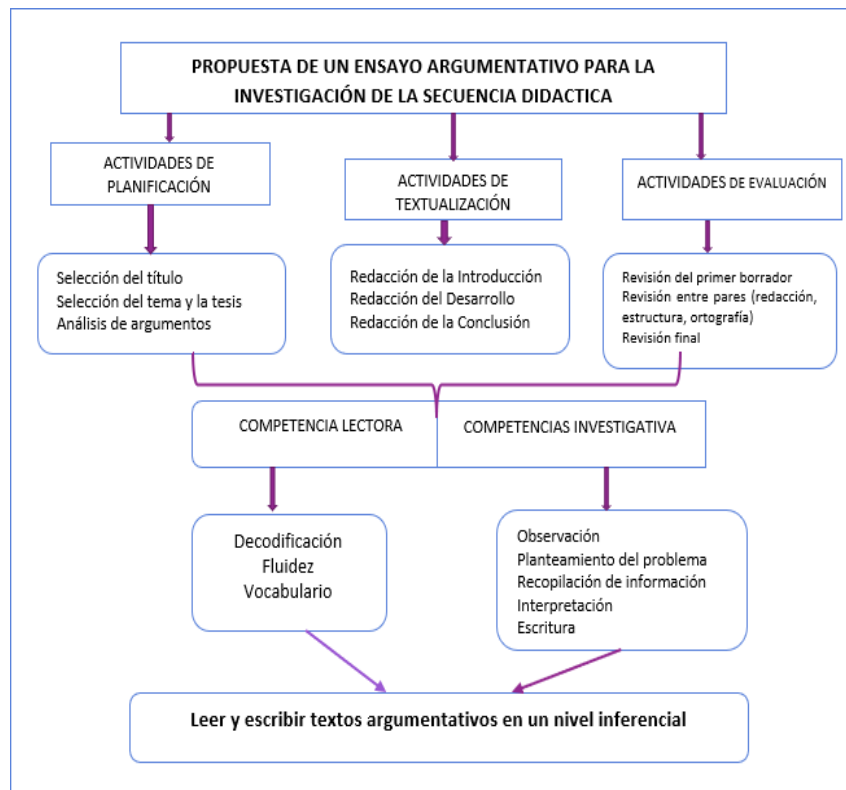 PROPUESTA DE UN ENSAYO ARGUMENTATIVO PARA LA
INVESTIGACIÓN DE LA SECUENCIA DIDACTICA
ACTIVIDADES DE
PLANIFICACIÓN
ACTIVIDADES DE
TEXTUALIZACIÓN
ACTIVIDADES DE EVALUACIÓN
Selección del título
Selección del tema y la tesis
Análisis de argumentos
Redacción de la Introducción
Redacción del Desarrollo
Redacción de la Conclusión
Revisión del primer borrador
Revisión entre pares (redacción,
estructura, ortografía)
Revisión final
COMPETENCIA LECTORA
COMPETENCIAS INVESTIGATIVA
Decodificación
Fluidez
Vocabulario
Observación
Planteamiento del problema
Recopilación de información
Interpretación
Escritura
Leer y escribir textos argumentativos en un nivel inferencial